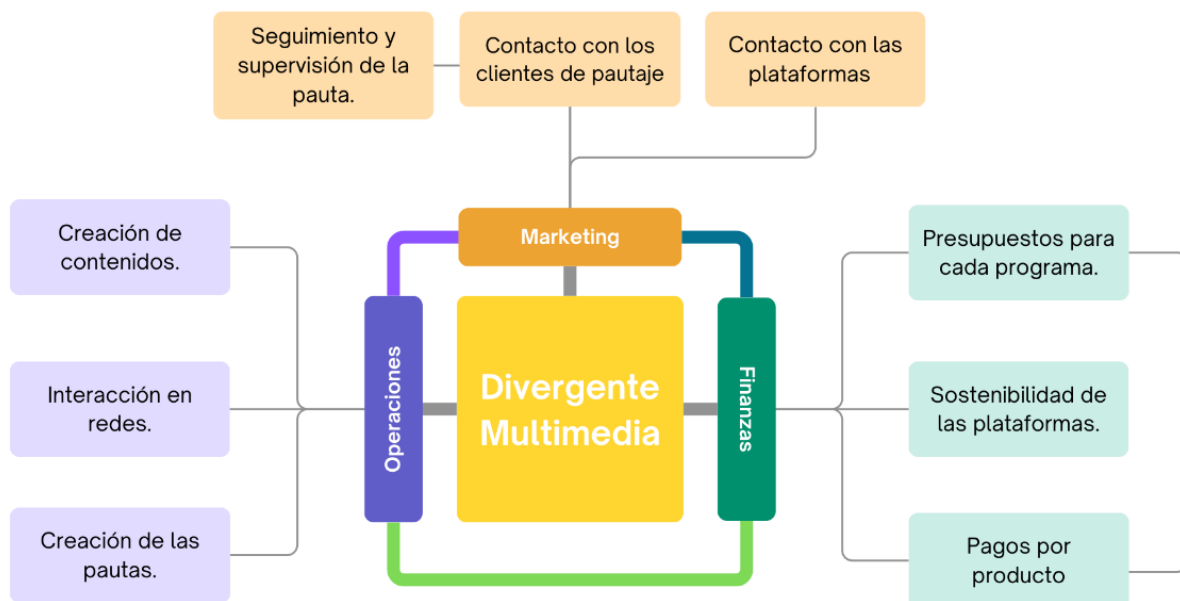 Seguimiento y
supervisión de la
pauta.
Contacto con los
clientes de pautaje
Contacto con las
plataformas
Marketing
Creación de
contenidos.
Interacción en
redes.
Creación de las
pautas.
Operaciones
Divergente
Multimedia
Finanzas
Presupuestos para
cada programa.
Sostenibilidad de
las plataformas.
Pagos por
producto